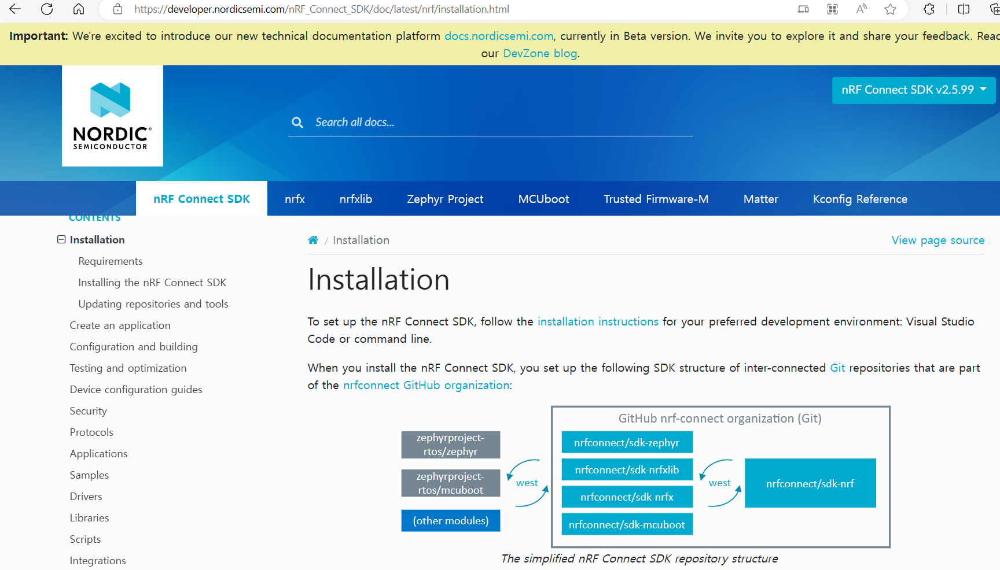 https://developer.nordicsemi.com/nRF_Connect_SDK/doc/latest/nrf/installation.html
Important: We're excited to introduce our new technical documentation platform docs.nordicsemi.com, currently in Beta version. We invite you to explore it and share your feedback. Read
our DevZone blog.
NORDIC®
SEMICONDUCTOR
Search all docs...
nRF Connect SDK v2.5.99
nRF Connect SDK
nrfx
nrfxlib
Zephyr Project
MCUboot
Trusted Firmware-M
Matter
Kconfig Reference
CONTENTS
Installation
Requirements
Installing the nRF Connect SDK
Updating repositories and tools
Create an application
Configuration and building
Testing and optimization
Device configuration guides
Security
Protocols
Applications
Samples
Drivers
Libraries
Scripts
Integrations
/ Installation
View page source
Installation
To set up the nRF Connect SDK, follow the installation instructions for your preferred development environment: Visual Studio
Code or command line.
When you install the nRF Connect SDK, you set up the following SDK structure of inter-connected Git repositories that are part
of the nrfconnect GitHub organization:
GitHub nrf-connect organization (Git)
zephyrproject-
rtos/zephyr
zephyrproject-
rtos/mcuboot
(other modules)
west
nrfconnect/sdk-zephyr
nrfconnect/sdk-nrfxlib
nrfconnect/sdk-nrfx
nrfconnect/sdk-mcuboot
west
nrfconnect/sdk-nrf
The simplified nRF Connect SDK repository structure